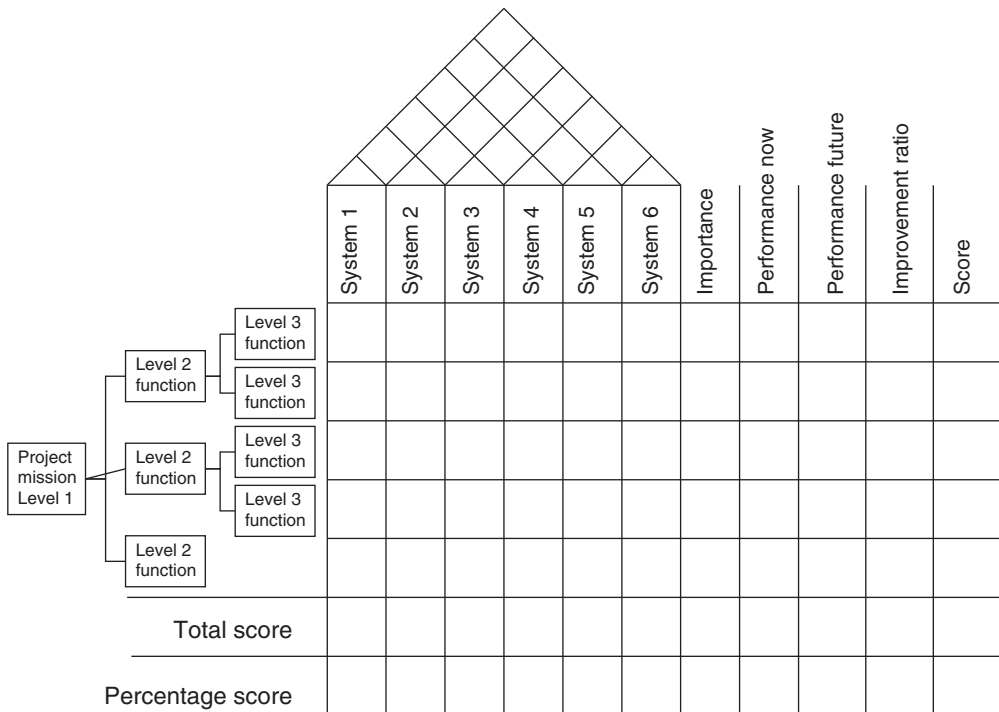 System 1
System 2
System 3
System 4
System 5
System 6
Importance
Performance now
Performance future
Improvement ratio
Score
Level 3
function
Level 2
function
Level 3
function
Level 3
function
Project
mission
Level 1
Level 2
function
Level 3
function
Level 2
function
Total score
Percentage score